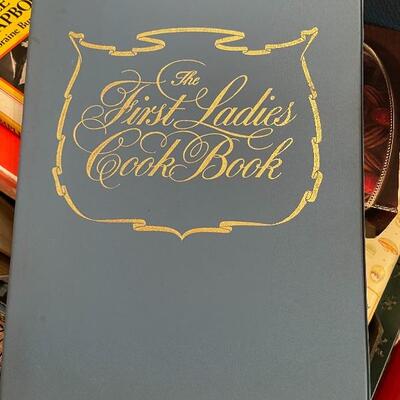 The
First Ladies
Cook Book